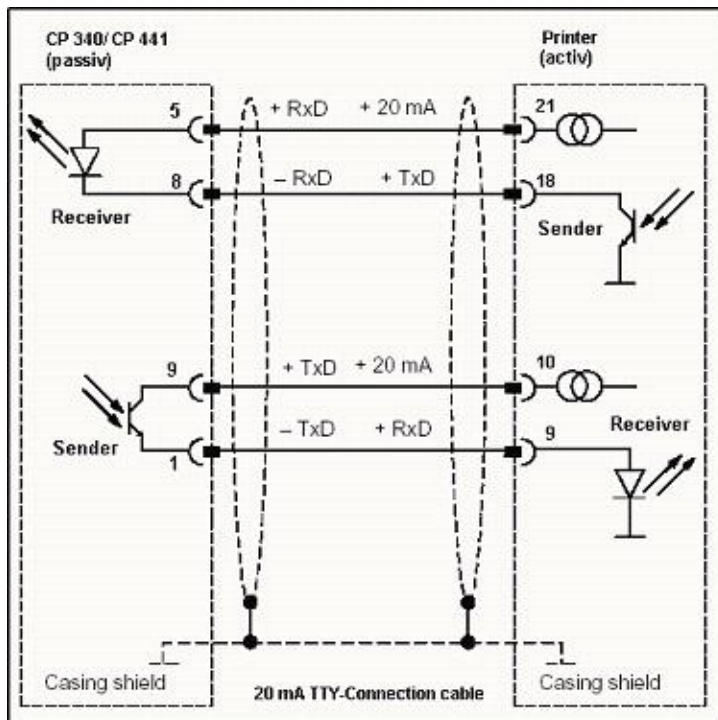 CP 340/ CP 441
(passiv)
Printer
(activ)
5 + RxD + 20 mA 21
8 – RxD + TxD 18
Receiver
Sender
9 + TxD + 20 mA 10
Receiver
Sender
1 – TxD + RxD 9
Casing shield
20 mA TTY-Connection cable
Casing shield